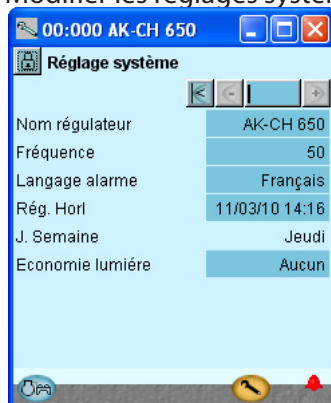 Modifier les réglages systè
00:000 AK-CH 650
Réglage système
Nom régulateur AK-CH 650
Fréquence 50
Langage alarme Français
Rég. Horl 11/03/10 14:16
J. Semaine Jeudi
Economie lumiére Aucun